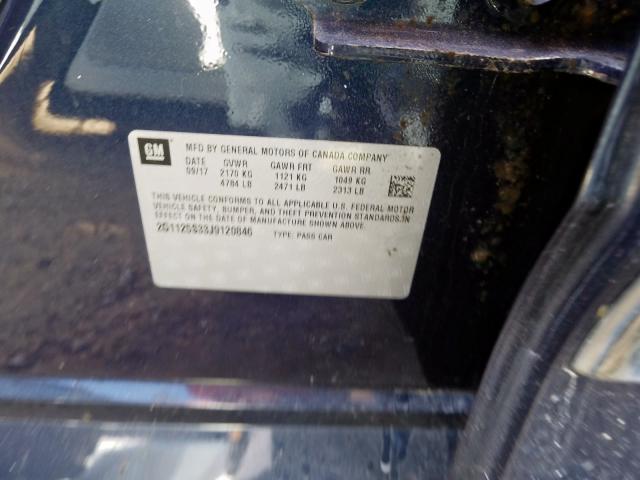 GM
MFD BY GENERAL MOTORS OF CANADA COMPANY
DATE GVWR GAWR FRT GAWR RR
09/17 2170 KG 1121 KG 1049 KG
4784 LB 2471 LB 2313 LB
THIS VEHICLE CONFORMS TO ALL APPLICABLE U.S. FEDERAL MOTOR
VEHICLE SAFETY, BUMPER, AND THEFT PREVENTION STANDARDS IN
EFFECT ON THE DATE OF MANUFACTURE SHOWN ABOVE.
2G1125S33J9120846 TYPE: PASS CAR